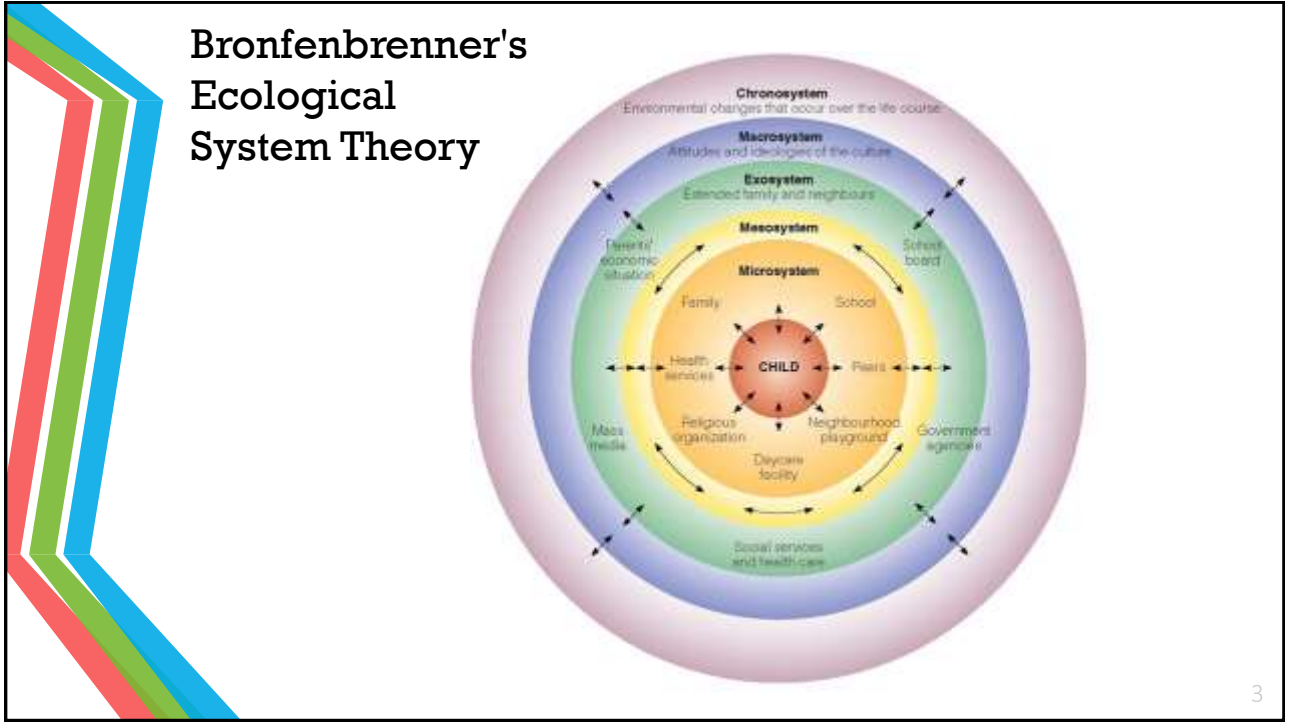 Bronfenbrenner's
Ecological
System Theory
Chronosystem
Environmental changes that occur over the life course
Macrosystem
Attitudes and ideologies of the culture
Exosystem
Extended family and neighbours
Mesosystem
Parents'
economic
situation
School
board
Microsystem
Family
School
Health
services
CHILD
Peers
Religious
organization
Neighbourhood
playground
Mass
media
Government
agencies
Daycare
facility
Social services
and health care
3